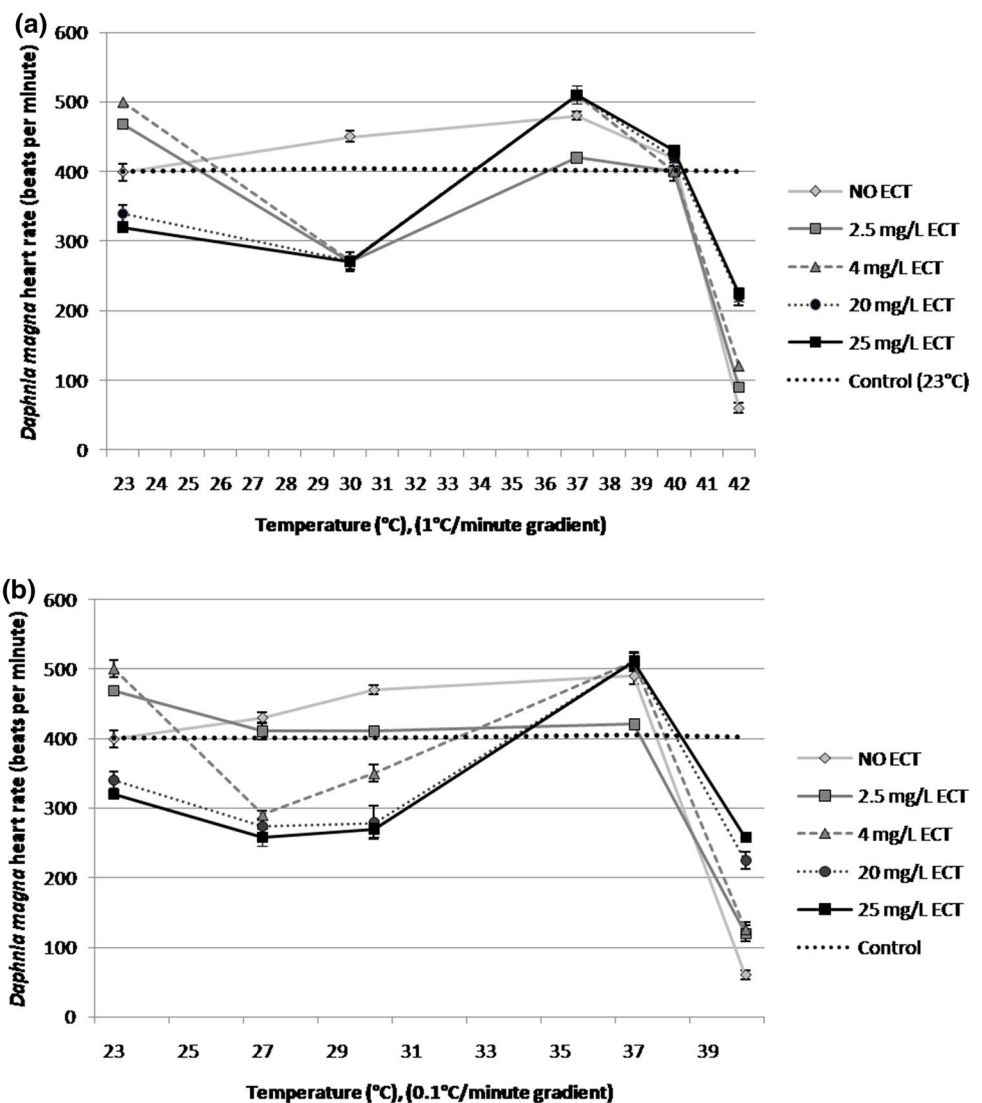 (a)
600
500
400
300
200
100
0
Daphnia magna heart rate (beats per minute)
23 24 25 26 27 28 29 30 31 32 33 34 35 36 37 38 39 40 41 42
Temperature (°C), (1°C/minute gradient)
NO ECT
2.5 mg/L ECT
4 mg/L ECT
20 mg/L ECT
25 mg/L ECT
Control (23°C)
(b)
600
500
400
300
200
100
0
Daphnia magna heart rate (beats per minute)
23 25 27 29 31 33 35 37 39
Temperature (°C), (0.1°C/minute gradient)
NO ECT
2.5 mg/L ECT
4 mg/L ECT
20 mg/L ECT
25 mg/L ECT
Control